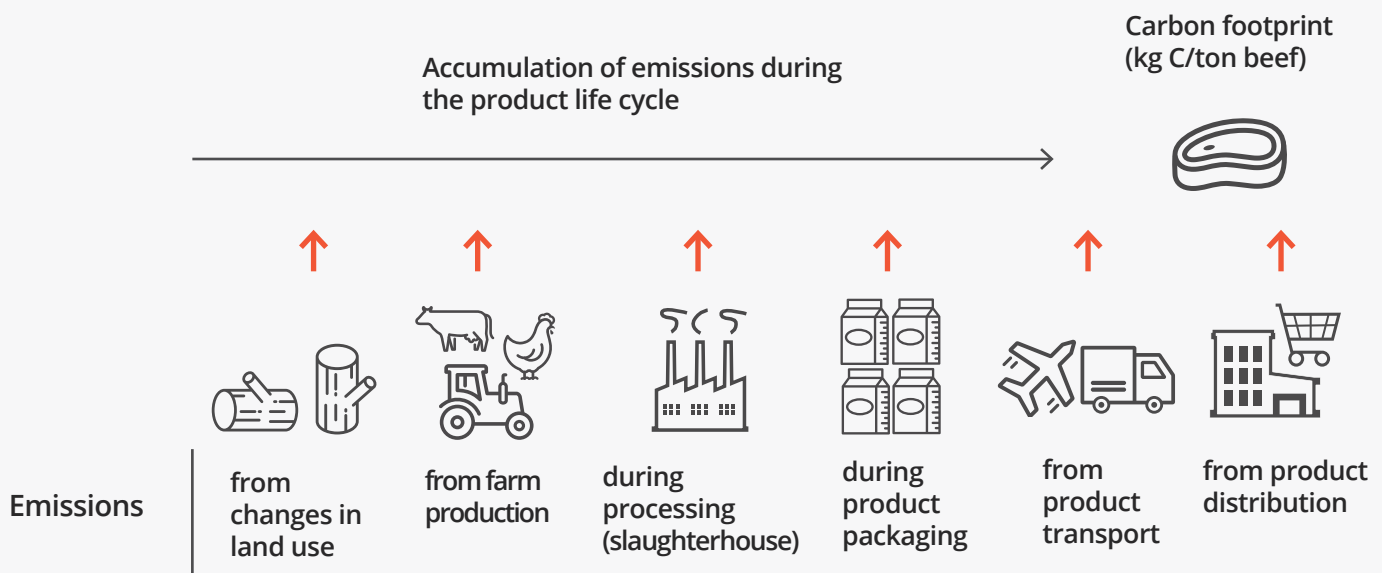 Carbon footprint
(kg C/ton beef)
Accumulation of emissions during
the product life cycle
Emissions
from
changes in
land use
from farm
production
during
processing
(slaughterhouse)
during
product
packaging
from
product
transport
from product
distribution